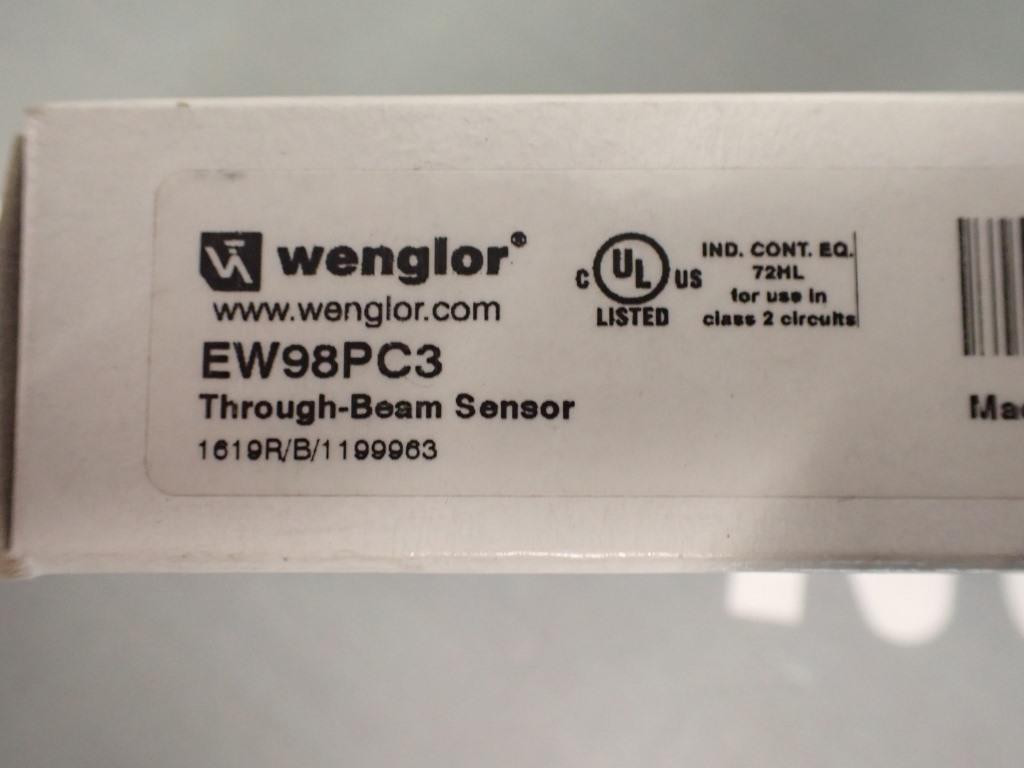 wenglor®
www.wenglor.com
EW98PC3
Through-Beam Sensor
1619R/B/1199963
C UL US
LISTED
IND. CONT. EQ.
72HL
for use in
class 2 circuits